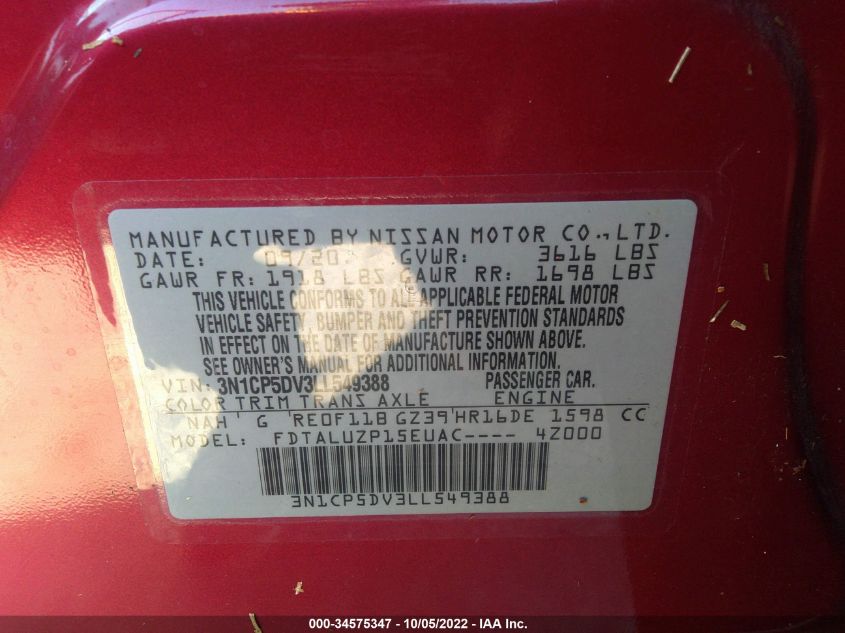 MANUFACTURED BY NISSAN MOTOR CO., LTD.
DATE: 09/20 GVWR: 3616 LBS
GAWR FR: 1918 LBS GAWR RR: 1698 LBS
THIS VEHICLE CONFORMS TO ALL APPLICABLE FEDERAL MOTOR
VEHICLE SAFETY, BUMPER AND THEFT PREVENTION STANDARDS
IN EFFECT ON THE DATE OF MANUFACTURE SHOWN ABOVE.
SEE OWNER'S MANUAL FOR ADDITIONAL INFORMATION.
VIN: 3N1CP5DV3LL549388 PASSENGER CAR.
COLOR TRIM TRANS AXLE ENGINE
NAH G RE0F11B GZ39 HR16DE 1598 CC
MODEL: FDTALUZP15EUAC---- 4Z000
3N1CP5DV3LL549388
000-34575347 - 10/05/2022 - IAA Inc.